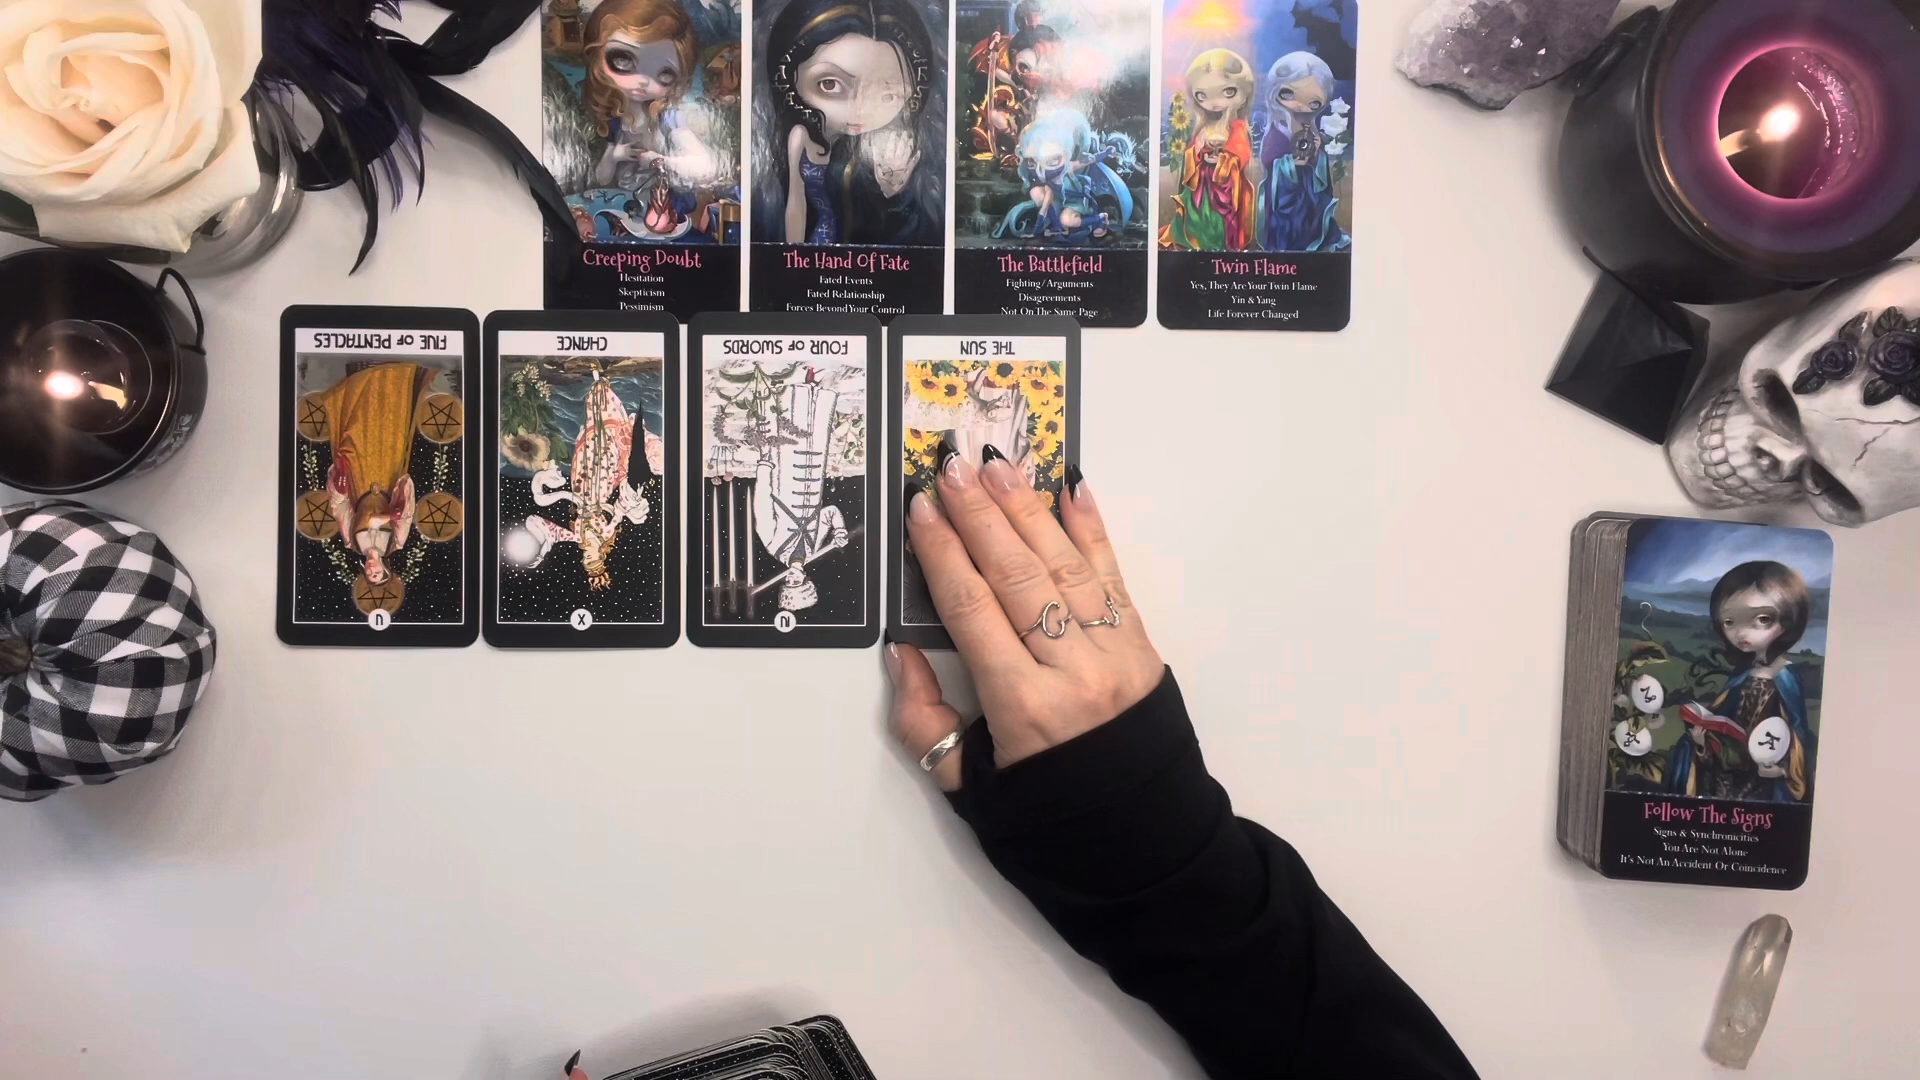 Creeping Doubt
Hesitation
Skepticism
Pessimism
The Hand Of Fate
Fated Events
Fated Relationship
Forces Beyond Your Control
The Battlefield
Fighting/Arguments
Disagreements
Not On The Same Page
Twin Flame
Yes, They Are Your Twin Flame
Yin & Yang
Life Forever Changed
FIVE OF PENTACLES
V
CHANCE
X
FOUR OF SWORDS
IV
THE SUN
Follow The Signs
Signs & Synchronicities
You Are Not Alone
It's Not An Accident Or Coincidence